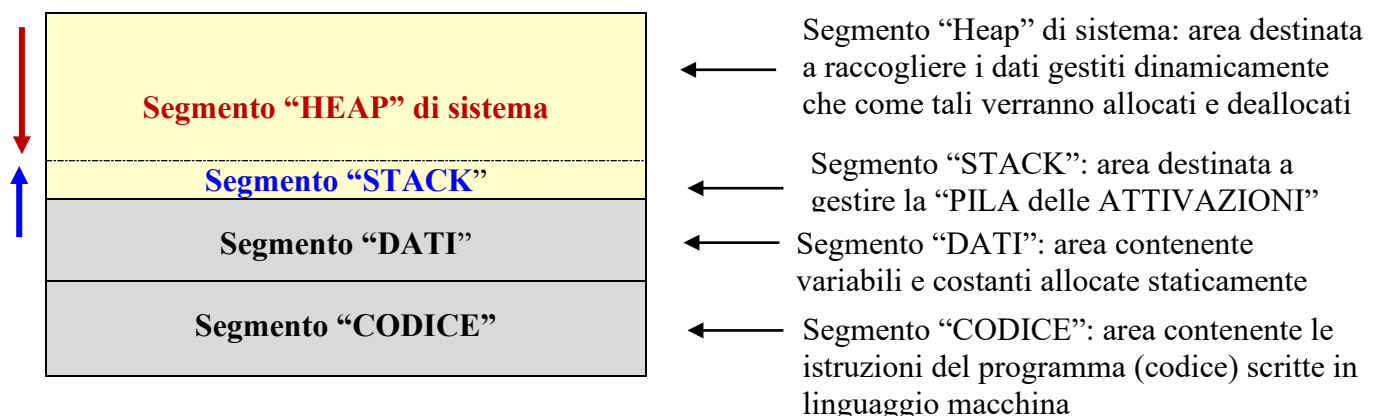 Segmento “HEAP” di sistema
Segmento “STACK”
Segmento “DATI”
Segmento “CODICE”
Segmento “Heap” di sistema: area destinata
a raccogliere i dati gestiti dinamicamente
che come tali verranno allocati e deallocati
Segmento “STACK”: area destinata a
gestire la “PILA delle ATTIVAZIONI”
Segmento “DATI”: area contenente
variabili e costanti allocate staticamente
Segmento “CODICE”: area contenente le
istruzioni del programma (codice) scritte in
linguaggio macchina